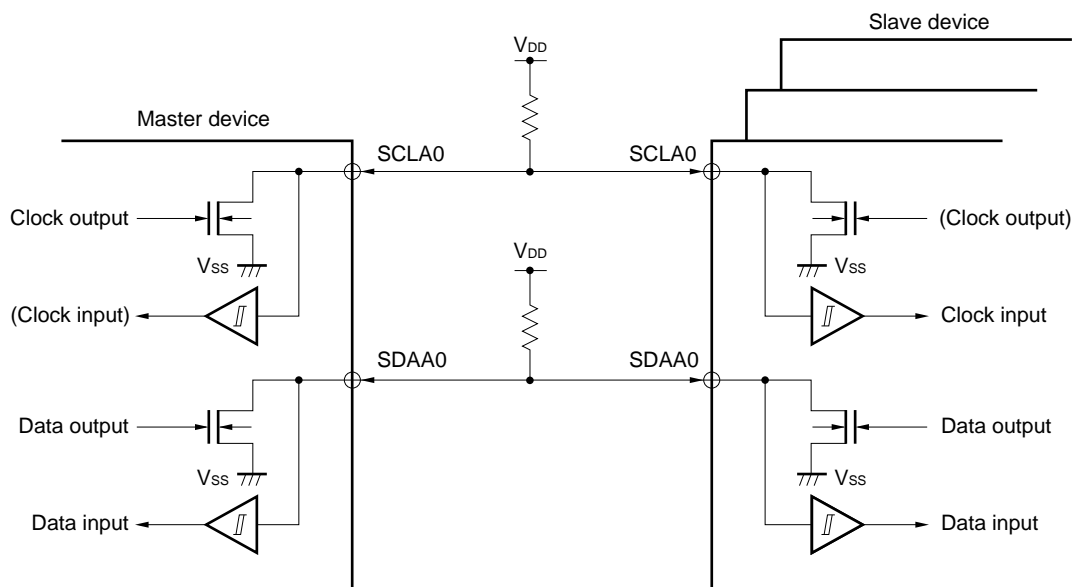 Slave device
VDD
Master device
SCLA0 SCLA0
Clock output (Clock output)
VSS VSS
VDD
(Clock input) Clock input
SDAA0 SDAA0
Data output Data output
VSS VSS
Data input Data input